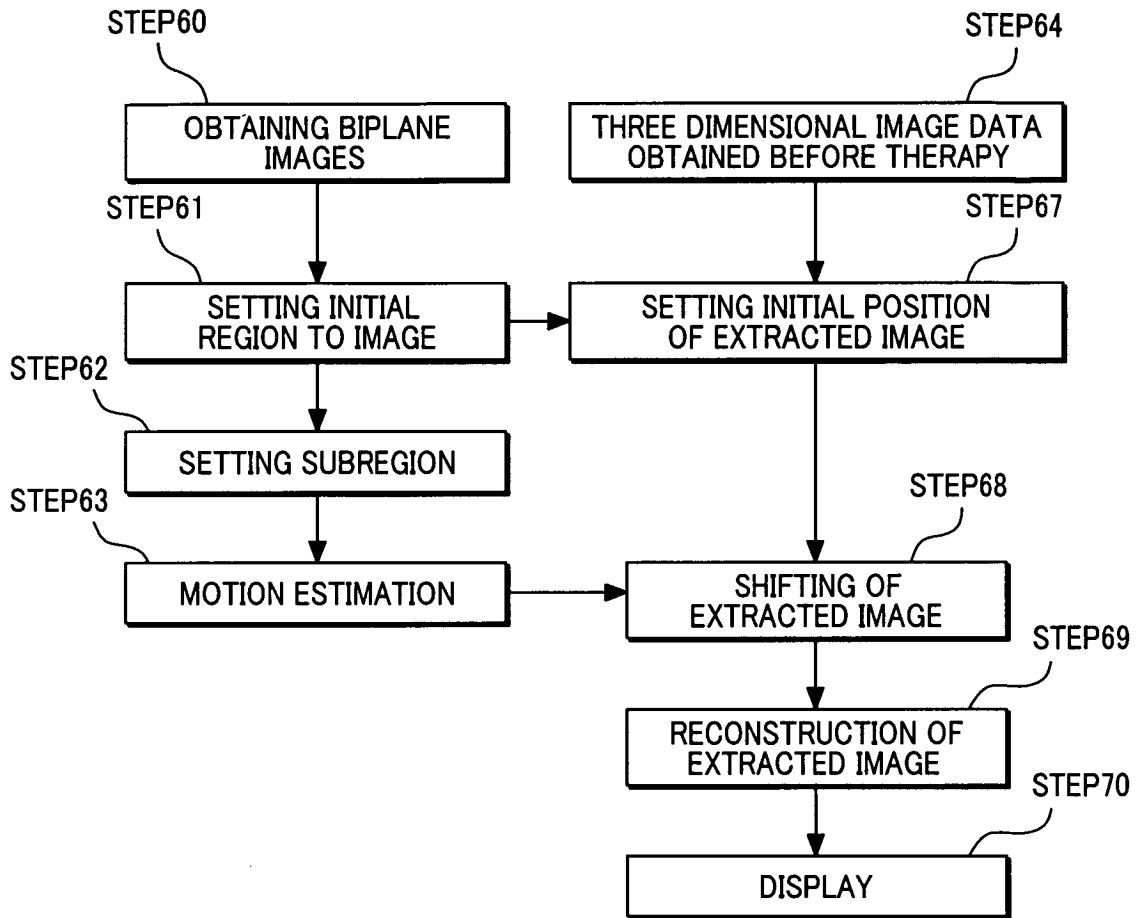 STEP60
OBTAINING BIPLANE
IMAGES
STEP64
THREE DIMENSIONAL IMAGE DATA
OBTAINED BEFORE THERAPY
STEP61
SETTING INITIAL
REGION TO IMAGE
STEP67
SETTING INITIAL POSITION
OF EXTRACTED IMAGE
STEP62
SETTING SUBREGION
STEP63
MOTION ESTIMATION
STEP68
SHIFTING OF
EXTRACTED IMAGE
STEP69
RECONSTRUCTION OF
EXTRACTED IMAGE
STEP70
DISPLAY